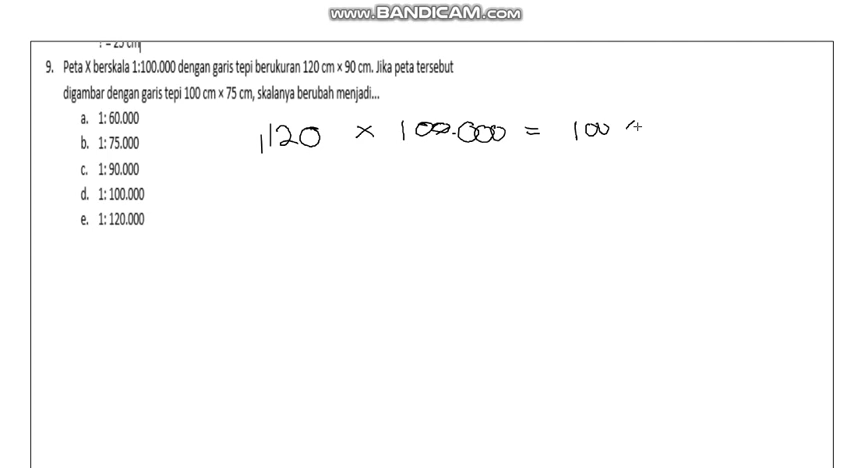 www.BANDICAM.com
? = 25 cm
9. Peta X berskala 1:100.000 dengan garis tepi berukuran 120 cm × 90 cm. Jika peta tersebut
digambar dengan garis tepi 100 cm × 75 cm, skalanya berubah menjadi...
a. 1: 60.000
b. 1: 75.000
c. 1: 90.000
d. 1: 100.000
e. 1: 120.000
120 × 100.000 = 100